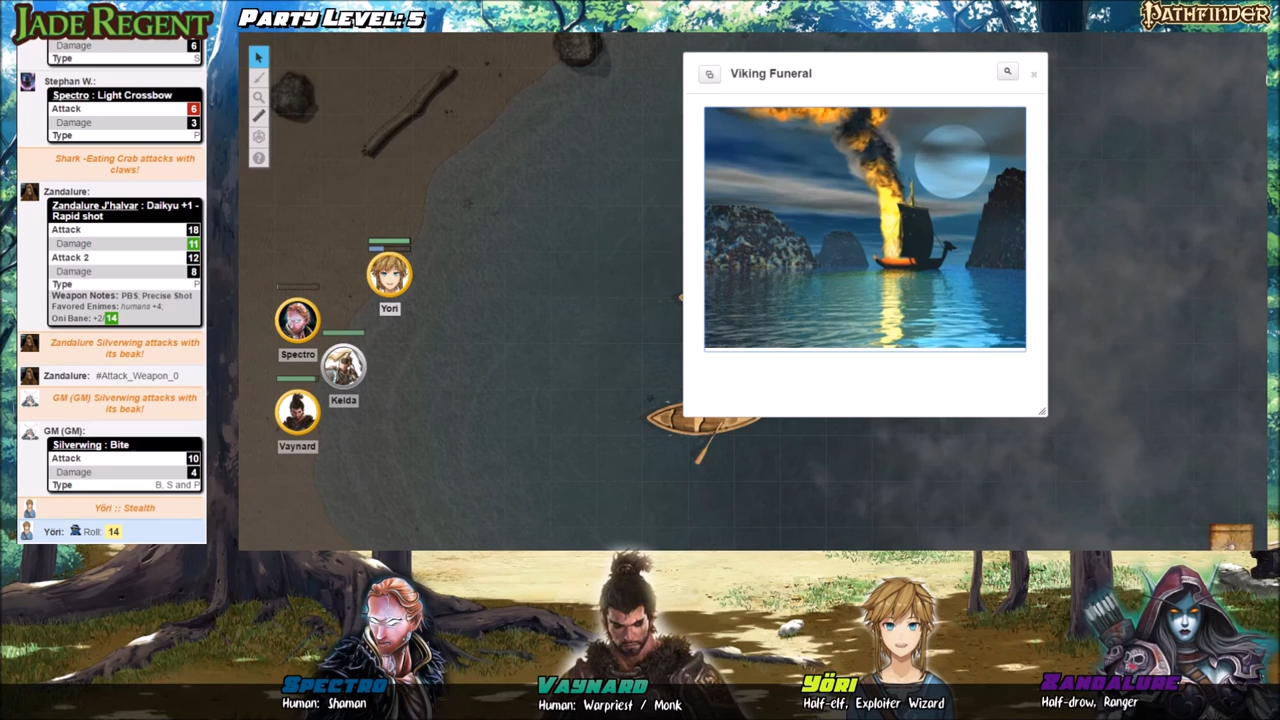 JADE REGENT
PARTY LEVEL: 5
PATHFINDER
Damage 6
Type S
Stephan W.:
Spectro : Light Crossbow
Attack 6
Damage 3
Type P
Shark -Eating Crab attacks with
claws!
Zandalure:
Zandalure J'halvar : Daikyu +1 -
Rapid shot
Attack 18
Damage 11
Attack 2 12
Damage 8
Type P
Weapon Notes: PBS, Precise Shot
Favored Enimes: humans +4,
Oni Bane: +2/14
Zandalure Silverwing attacks with
its beak!
Zandalure: #Attack_Weapon_0
GM (GM) Silverwing attacks with
its beak!
GM (GM):
Silverwing : Bite
Attack 10
Damage 4
Type B, S and P
Yöri :: Stealth
Yöri: Roll: 14
Viking Funeral
Yori
Spectro
Kelda
Vaynard
SPECTRO
Human: Shaman
VAYNARD
Human: Warpriest / Monk
YÖRI
Half-elf, Exploiter Wizard
ZANDALURE
Half-drow, Ranger